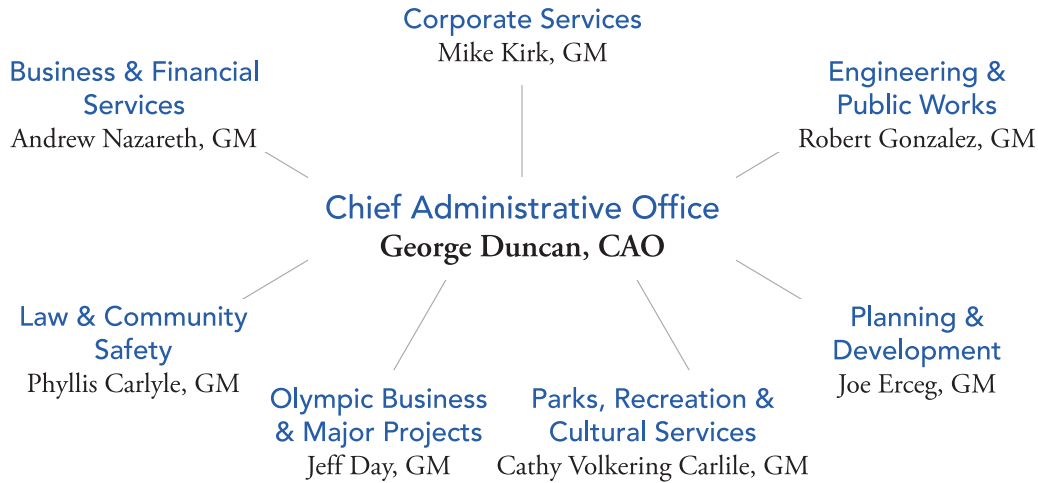 Corporate Services
Mike Kirk, GM
Business & Financial
Services
Andrew Nazareth, GM
Engineering &
Public Works
Robert Gonzalez, GM
Chief Administrative Office
George Duncan, CAO
Law & Community
Safety
Phyllis Carlyle, GM
Olympic Business
& Major Projects
Jeff Day, GM
Parks, Recreation &
Cultural Services
Cathy Volkering Carlile, GM
Planning &
Development
Joe Erceg, GM